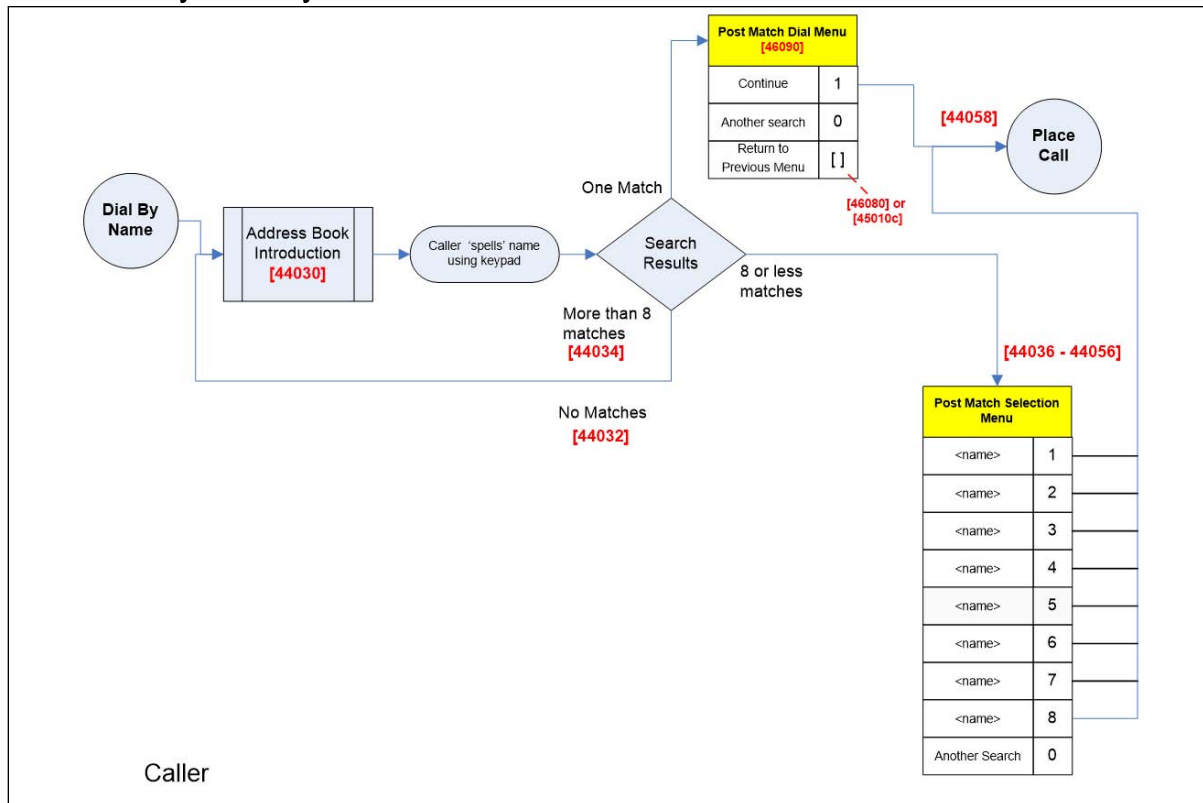 Post Match Dial Menu
[46090]
Continue 1
Another search 0
Return to
Previous Menu [ ]
[46080] or
[45010c]
[44058]
Place
Call
One Match
Dial By
Name
Address Book
Introduction
[44030]
Caller 'spells' name
using keypad
Search
Results
8 or less
matches
More than 8
matches
[44034]
No Matches
[44032]
[44036 - 44056]
Post Match Selection
Menu
<name> 1
<name> 2
<name> 3
<name> 4
<name> 5
<name> 6
<name> 7
<name> 8
Another Search 0
Caller